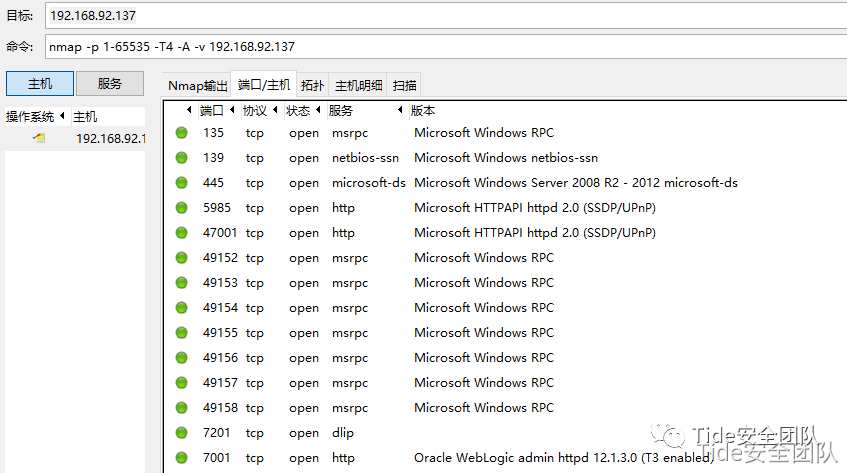 目标: 192.168.92.137
命令: nmap -p 1-65535 -T4 -A -v 192.168.92.137
主机 服务
Nmap输出 端口/主机 拓扑 主机明细 扫描
操作系统 主机
192.168.92.1
端口 协议 状态 服务 版本
135 tcp open msrpc Microsoft Windows RPC
139 tcp open netbios-ssn Microsoft Windows netbios-ssn
445 tcp open microsoft-ds Microsoft Windows Server 2008 R2 - 2012 microsoft-ds
5985 tcp open http Microsoft HTTPAPI httpd 2.0 (SSDP/UPnP)
47001 tcp open http Microsoft HTTPAPI httpd 2.0 (SSDP/UPnP)
49152 tcp open msrpc Microsoft Windows RPC
49153 tcp open msrpc Microsoft Windows RPC
49154 tcp open msrpc Microsoft Windows RPC
49155 tcp open msrpc Microsoft Windows RPC
49156 tcp open msrpc Microsoft Windows RPC
49157 tcp open msrpc Microsoft Windows RPC
49158 tcp open msrpc Microsoft Windows RPC
7201 tcp open dlip
7001 tcp open http Oracle WebLogic admin httpd 12.1.3.0 (T3 enabled)
Tide安全团队
Tide安全团队